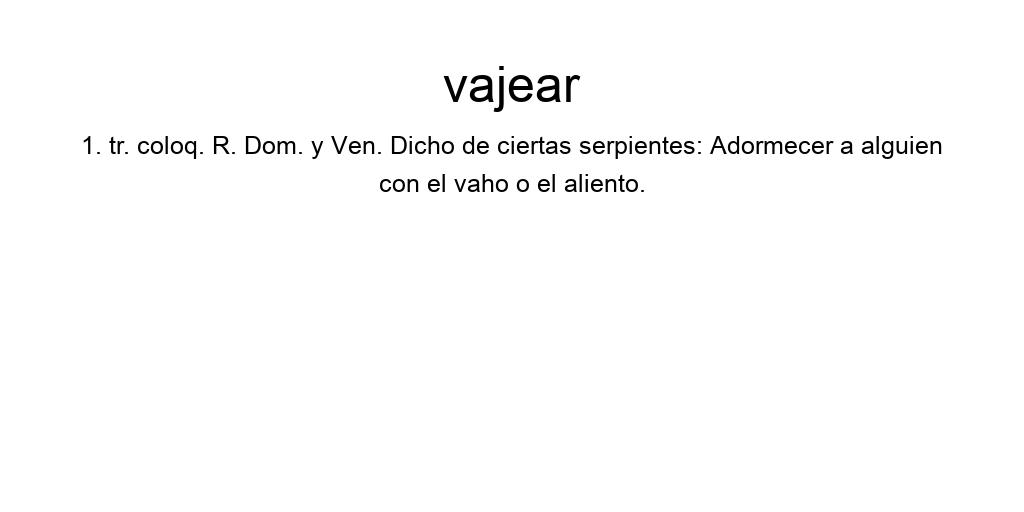 vajear
1. tr. coloq. R. Dom. y Ven. Dicho de ciertas serpientes: Adormecer a alguien
con el vaho o el aliento.